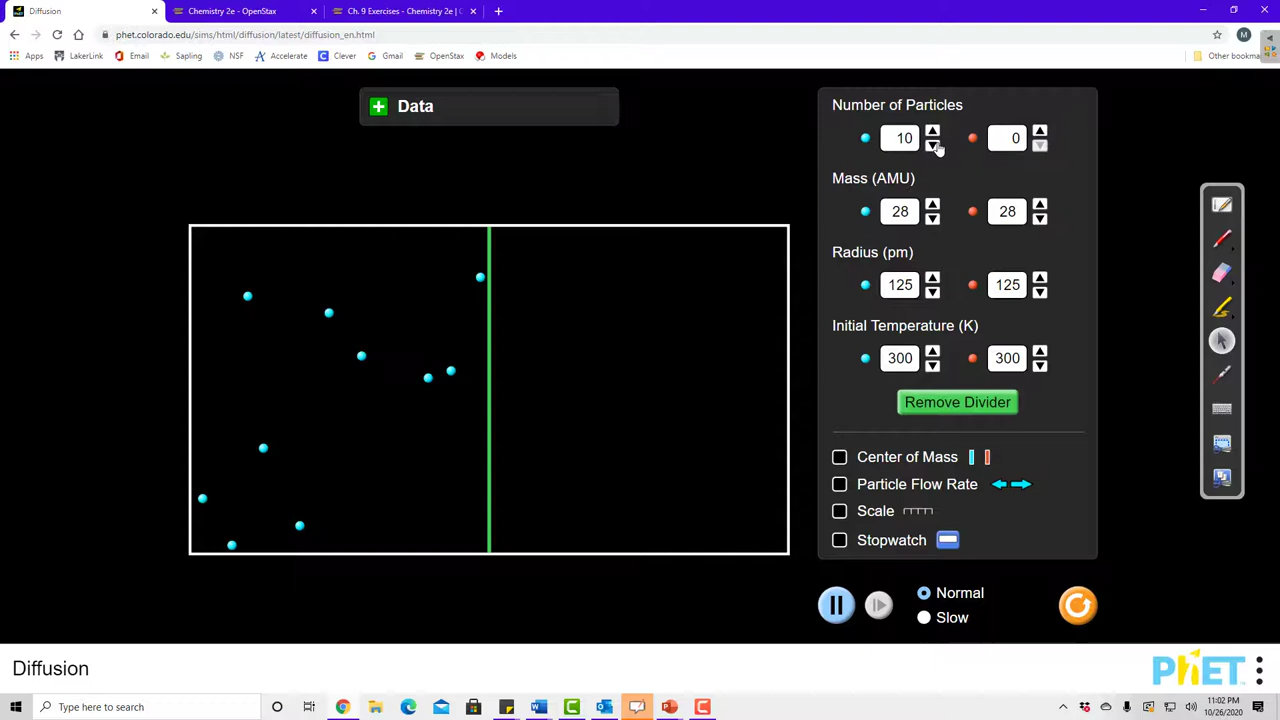 Diffusion
Chemistry 2e - OpenStax
Ch. 9 Exercises - Chemistry 2e | C
phet.colorado.edu/sims/html/diffusion/latest/diffusion_en.html
M
Apps LakerLink Email Sapling NSF Accelerate Clever Gmail OpenStax Models Other bookma
Data
Number of Particles
10 0
Mass (AMU)
28 28
Radius (pm)
125 125
Initial Temperature (K)
300 300
Remove Divider
Center of Mass
Particle Flow Rate
Scale
Stopwatch
Normal
Slow
Diffusion
PhET
Type here to search
11:02 PM
10/26/2020